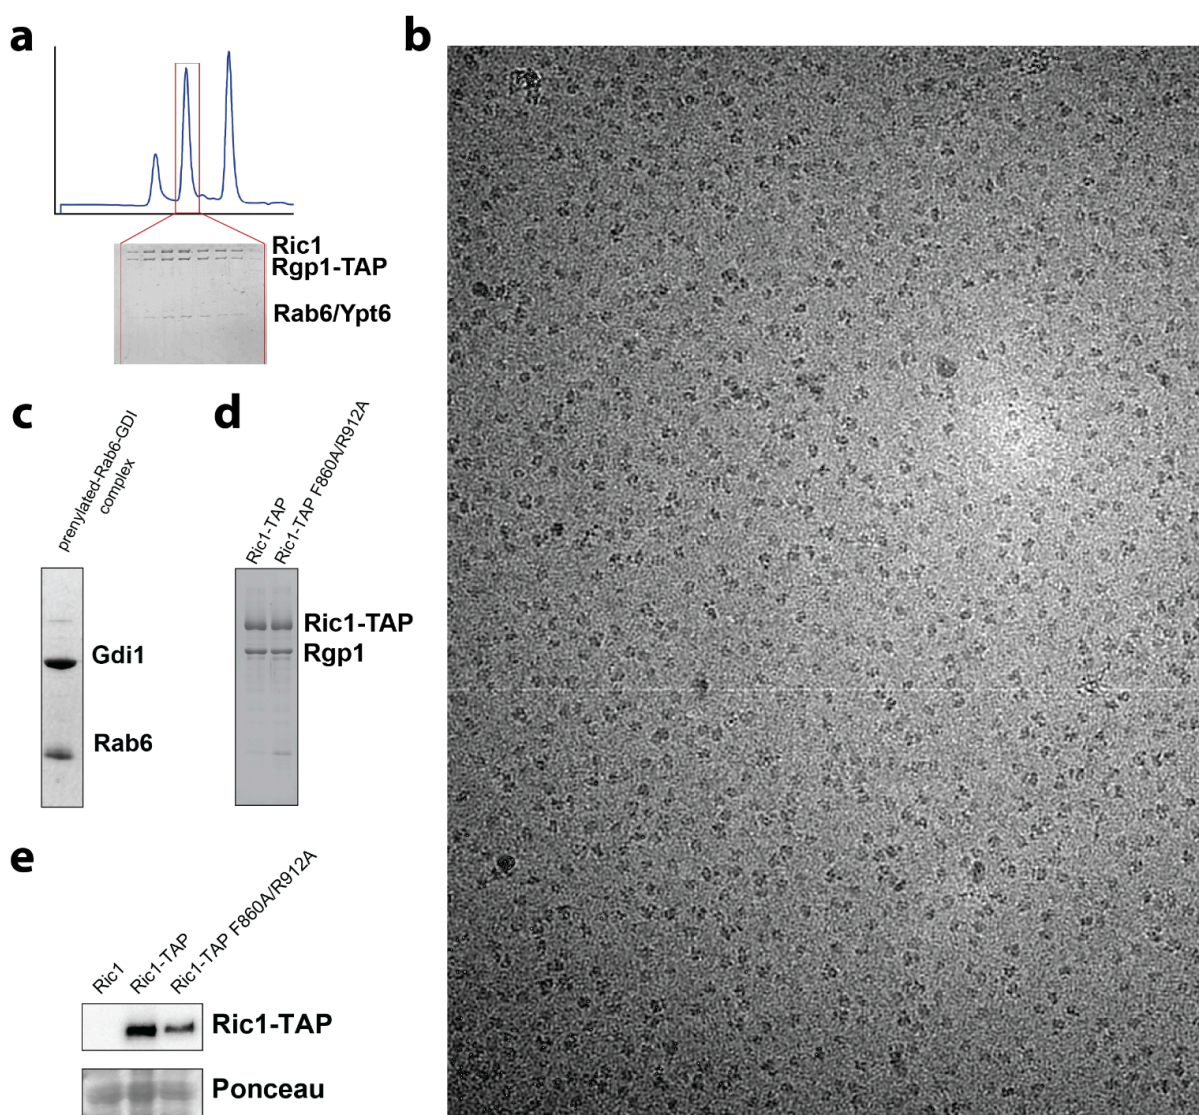 a
Ric1
Rgp1-TAP
Rab6/Ypt6
b
c
prenylated-Rab6-GDI
complex
Gdi1
Rab6
d
Ric1-TAP
Ric1-TAP F860A/R912A
Ric1-TAP
Rgp1
e
Ric1
Ric1-TAP
Ric1-TAP F860A/R912A
Ric1-TAP
Ponceau